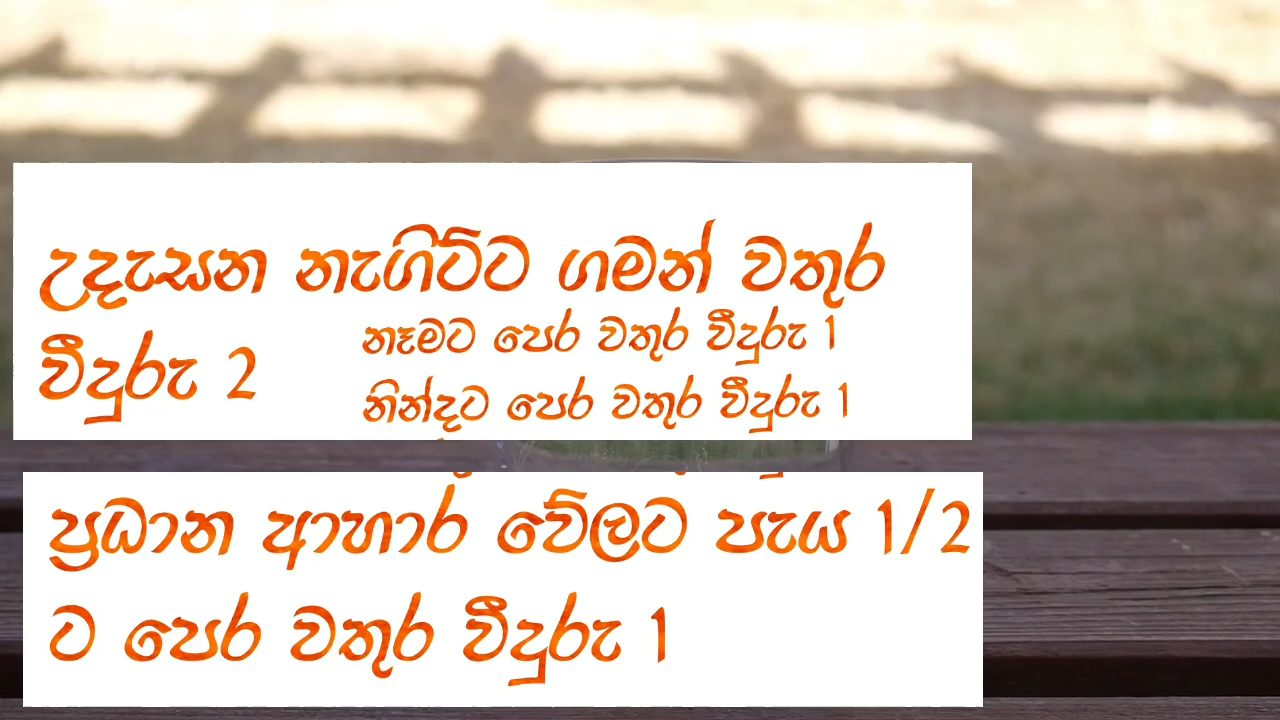 උදැසන නැගිට්ට ගමන් වතුර
වීදුරු 2
නෑමට පෙර වතුර වීදුරු 1
නින්දට පෙර වතුර වීදුරු 1
ප්‍රධාන ආහාර වේලට පැය 1/2
ට පෙර වතුර වීදුරු 1